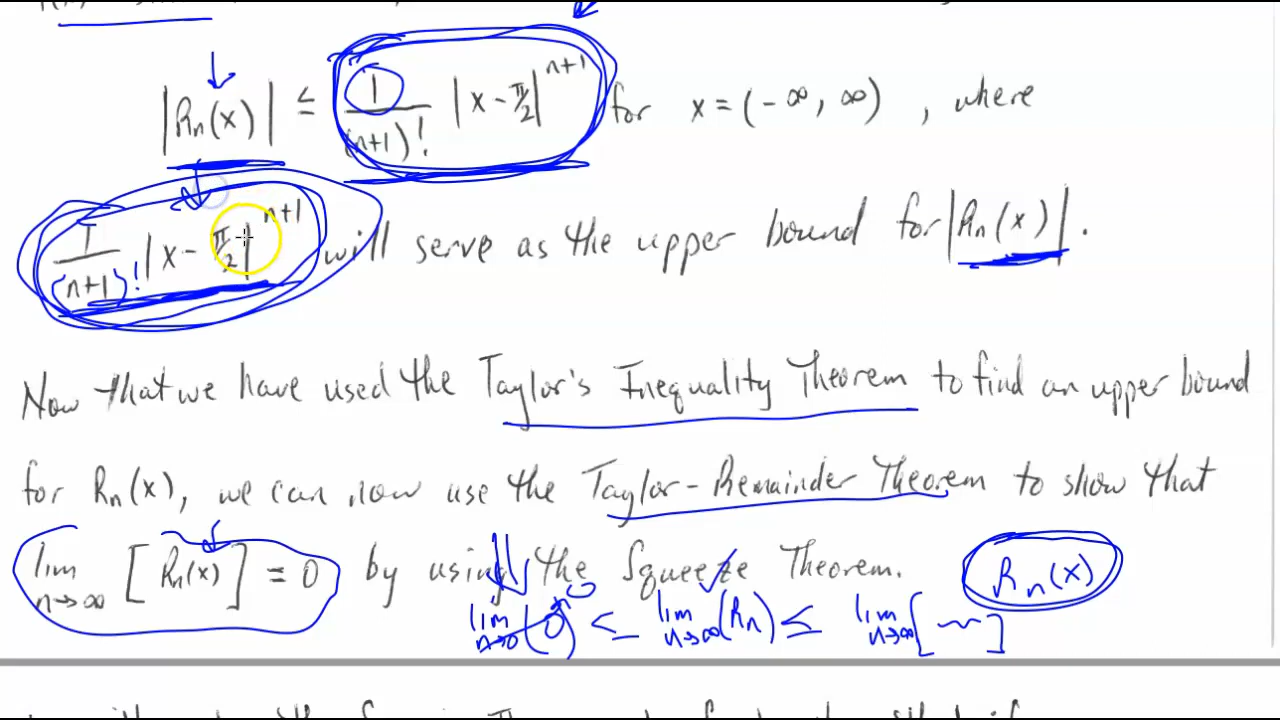 |Rn(x)| ≤ 1/(n+1)! |x - π/2|^n+1 for x = (-∞, ∞), where
1/(n+1)! |x - π/2|^n+1 will serve as the upper bound for |Rn(x)|.
Now that we have used the Taylor's Inequality Theorem to find an upper bound
for Rn(x), we can now use the Taylor-Remainder Theorem to show that
lim n→∞ [Rn(x)] = 0 by using the Squeeze Theorem. Rn(x)
lim n→0 (0) 0 ≤ lim n→∞ (Rn) ≤ lim n→∞ [ ~ ]